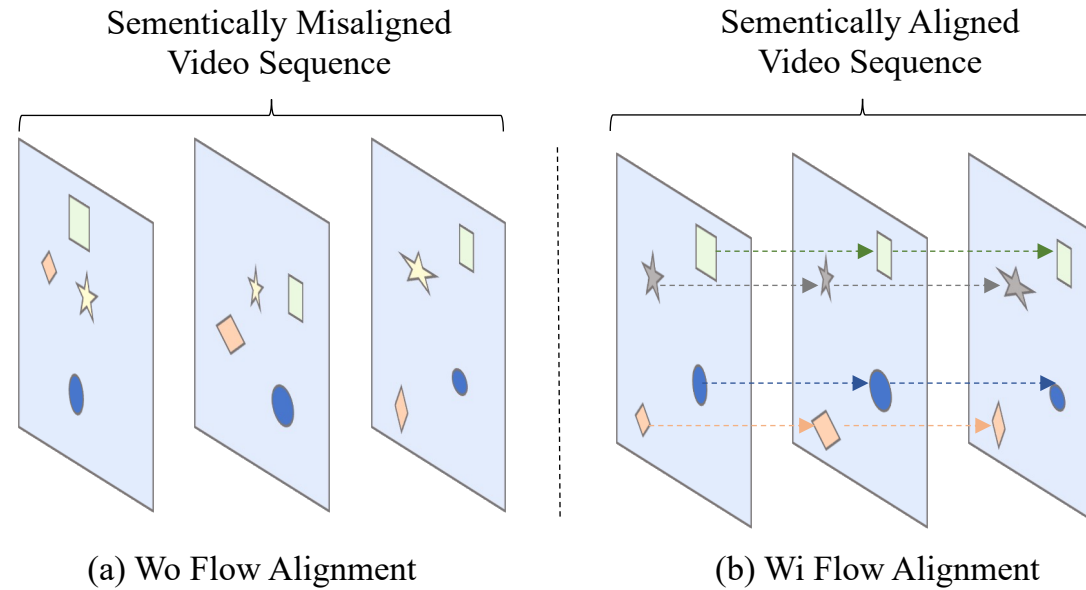 Sementically Misaligned
Video Sequence
Sementically Aligned
Video Sequence
(a) Wo Flow Alignment
(b) Wi Flow Alignment